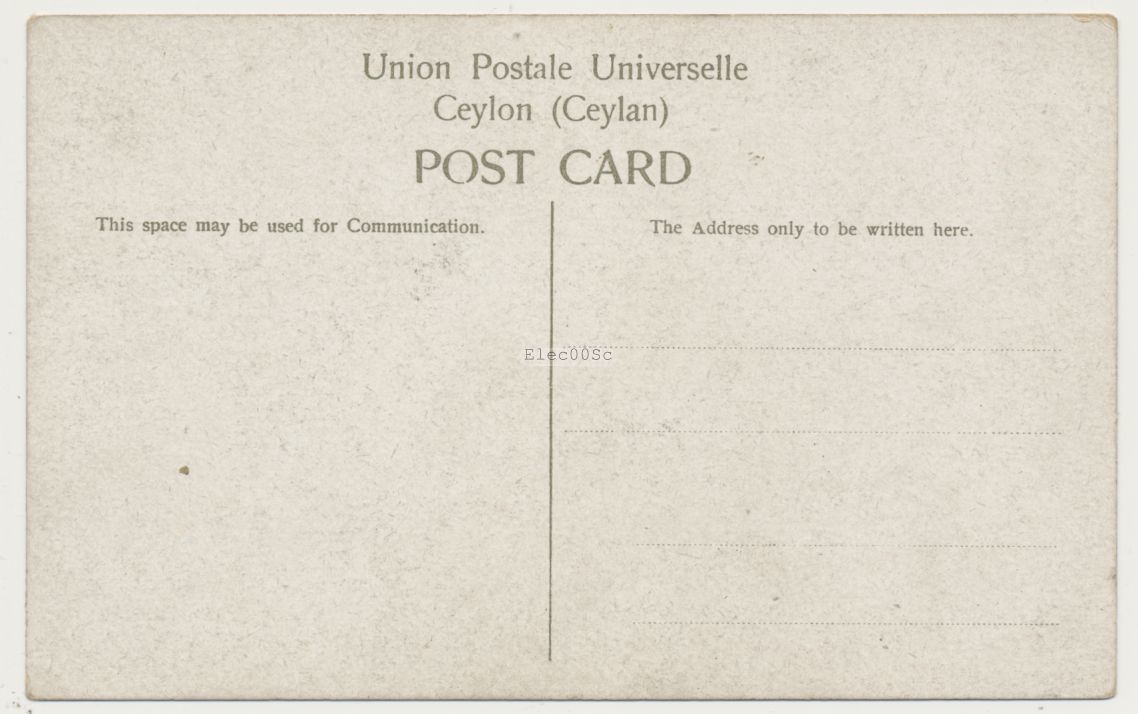 Union Postale Universelle
Ceylon (Ceylan)
POST CARD
This space may be used for Communication.
The Address only to be written here.
Elec00Sc